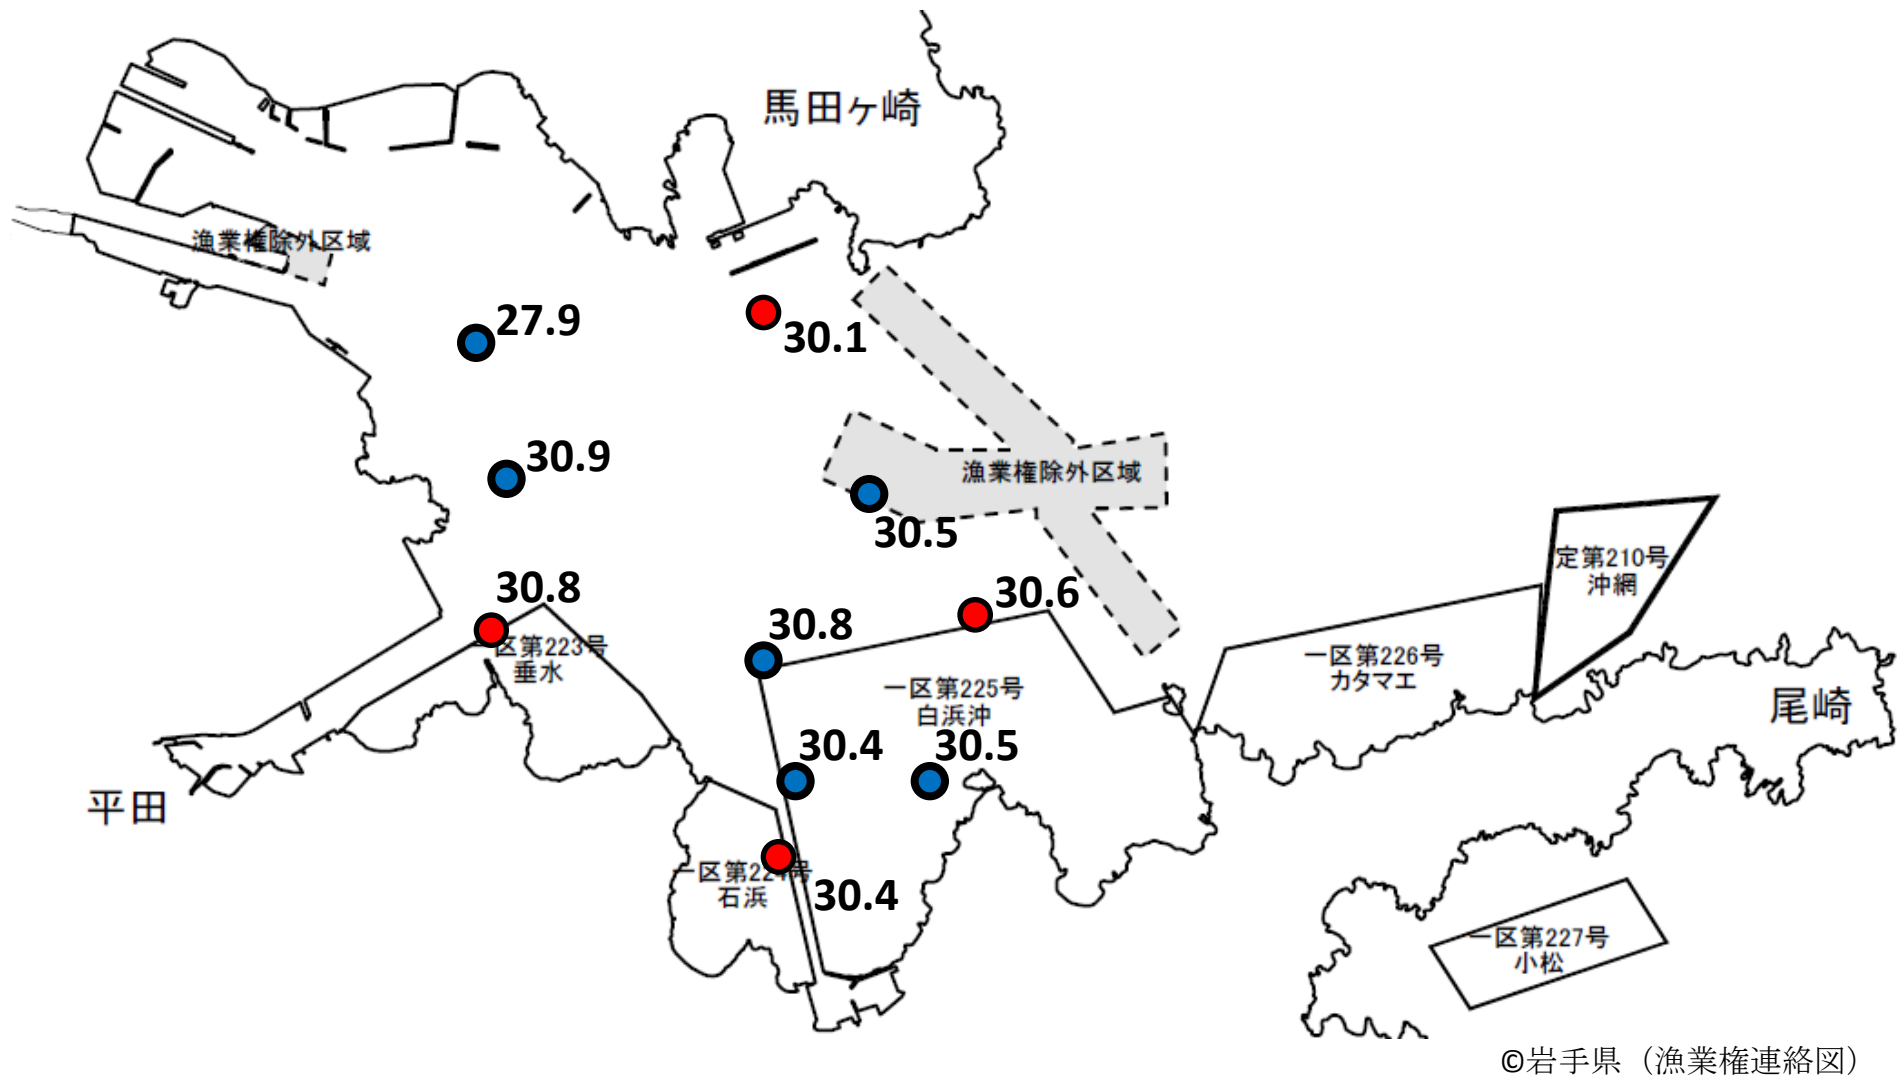 馬田ヶ崎
漁業権除外区域
27.9
30.1
30.9
漁業権除外区域
30.5
定第210号
沖網
30.8
30.6
30.8
一区第223号
垂水
一区第226号
カタマエ
一区第225号
白浜沖
尾崎
30.4
30.5
平田
一区第224号
石浜
30.4
一区第227号
小松
©岩手県（漁業権連絡図）